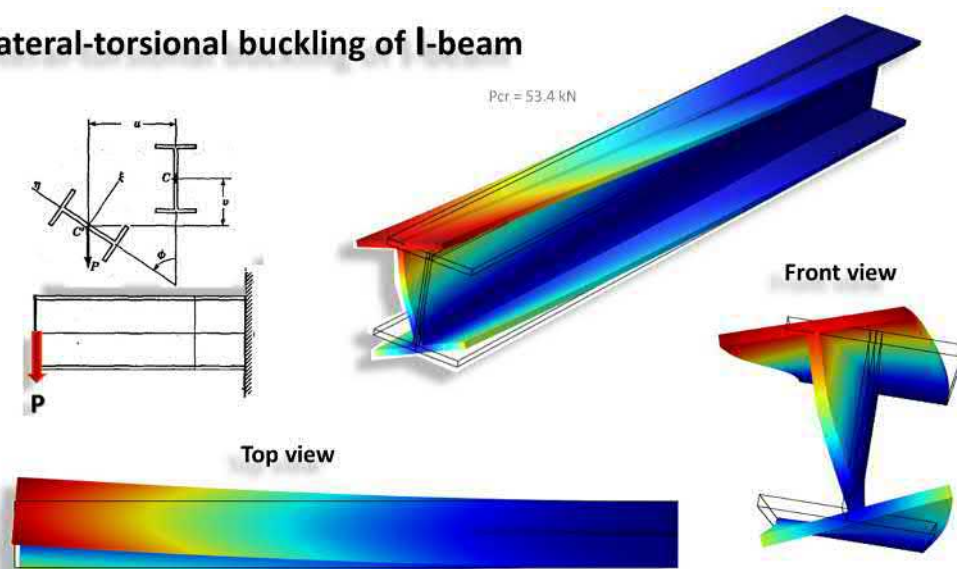 ateral-torsional buckling of I-beam
Pcr = 53.4 kN
u
C
η
ξ
v
C'
P
Φ
P
Front view
Top view